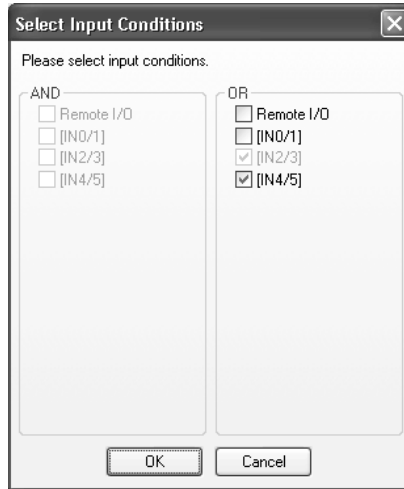 Select Input Conditions
Please select input conditions.
AND
Remote I/O
[IN0/1]
[IN2/3]
[IN4/5]
OR
Remote I/O
[IN0/1]
[IN2/3]
[IN4/5]
OK
Cancel